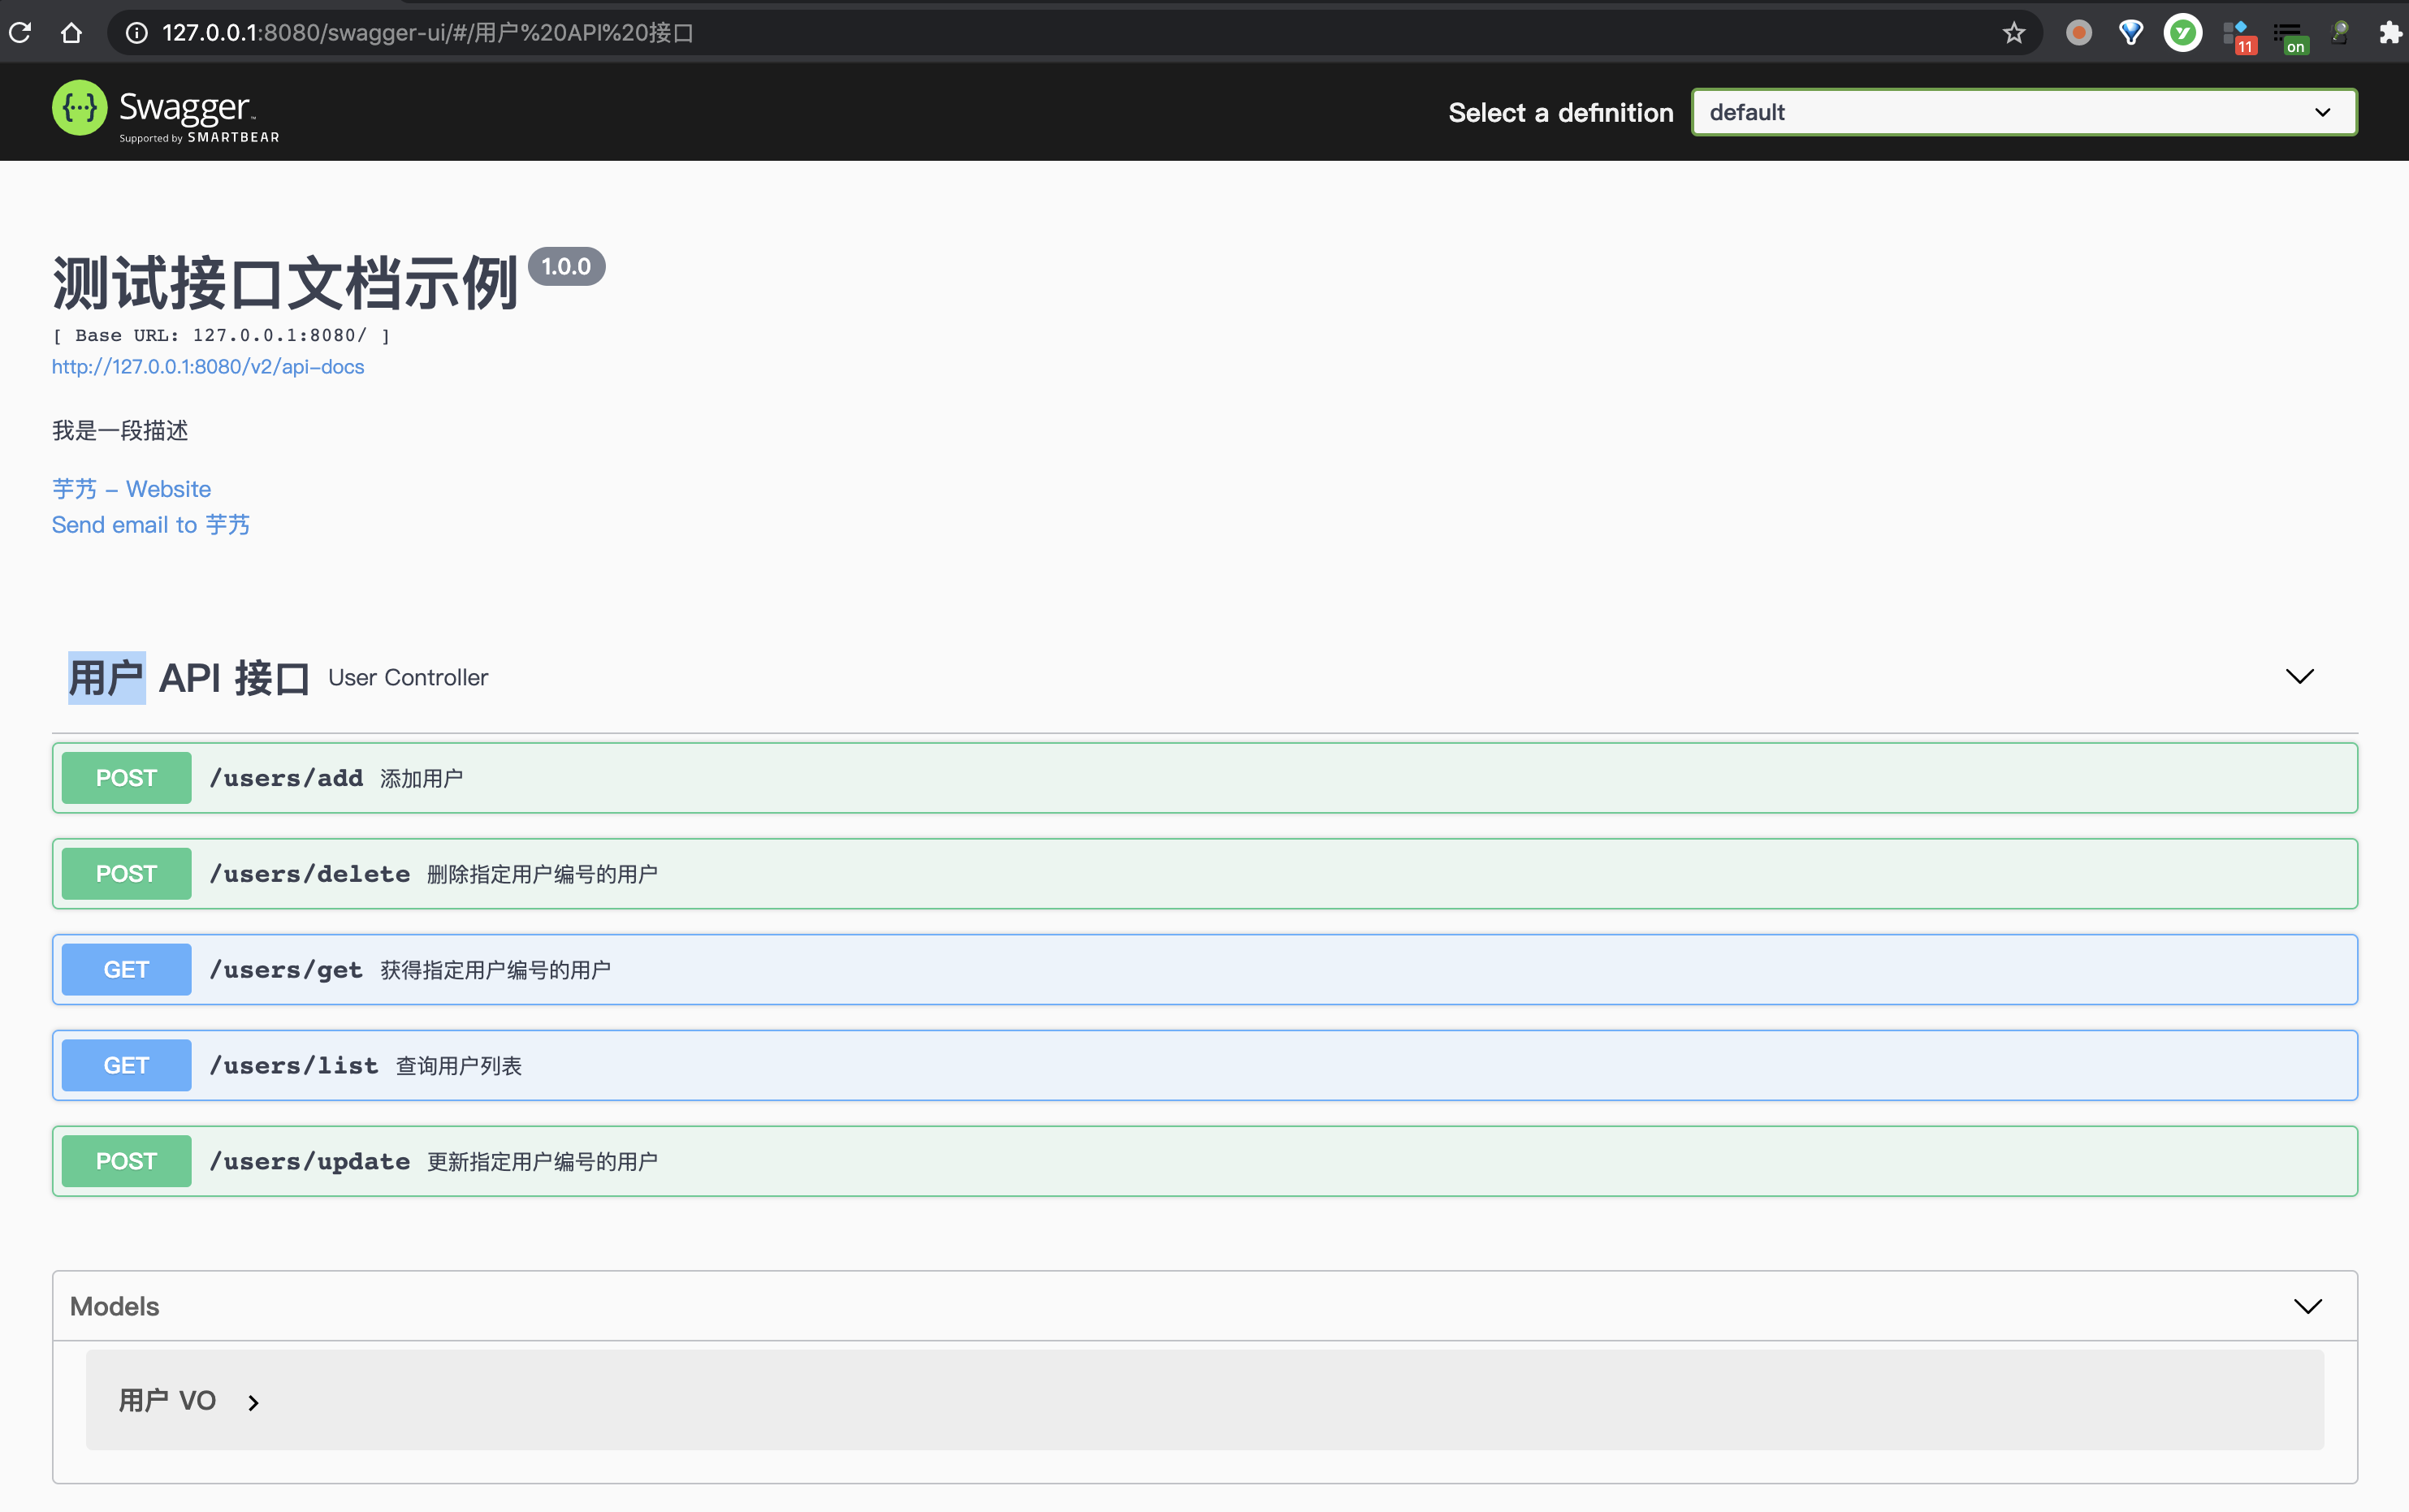 127.0.0.1:8080/swagger-ui/#/用户%20API%20接口
11
on
Swagger
Supported by SMARTBEAR
Select a definition
default
测试接口文档示例 1.0.0
[ Base URL: 127.0.0.1:8080/ ]
http://127.0.0.1:8080/v2/api-docs
我是一段描述
芋艿 - Website
Send email to 芋艿
用户 API 接口 User Controller
POST /users/add 添加用户
POST /users/delete 删除指定用户编号的用户
GET /users/get 获得指定用户编号的用户
GET /users/list 查询用户列表
POST /users/update 更新指定用户编号的用户
Models
用户 VO